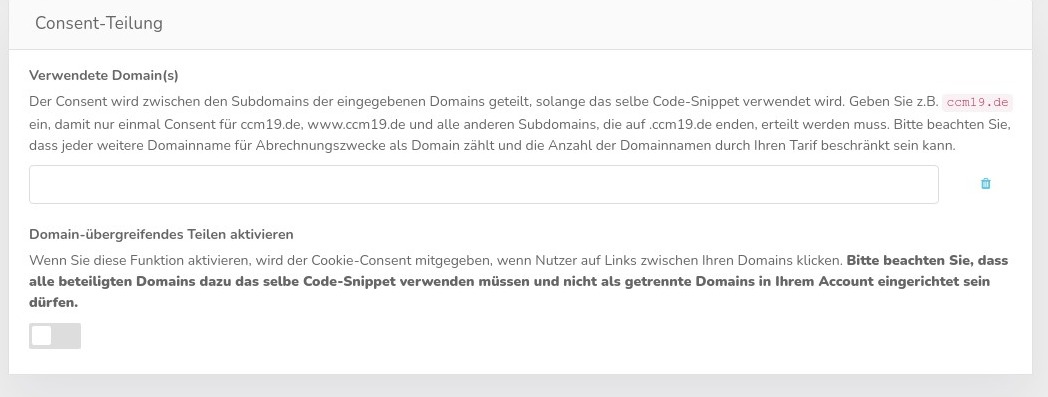 Consent-Teilung
Verwendete Domain(s)
Der Consent wird zwischen den Subdomains der eingegebenen Domains geteilt, solange das selbe Code-Snippet verwendet wird. Geben Sie z.B. ccm19.de
ein, damit nur einmal Consent für ccm19.de, www.ccm19.de und alle anderen Subdomains, die auf .ccm19.de enden, erteilt werden muss. Bitte beachten Sie,
dass jeder weitere Domainname für Abrechnungszwecke als Domain zählt und die Anzahl der Domainnamen durch Ihren Tarif beschränkt sein kann.
Domain-übergreifendes Teilen aktivieren
Wenn Sie diese Funktion aktivieren, wird der Cookie-Consent mitgegeben, wenn Nutzer auf Links zwischen Ihren Domains klicken. Bitte beachten Sie, dass
alle beteiligten Domains dazu das selbe Code-Snippet verwenden müssen und nicht als getrennte Domains in Ihrem Account eingerichtet sein
dürfen.